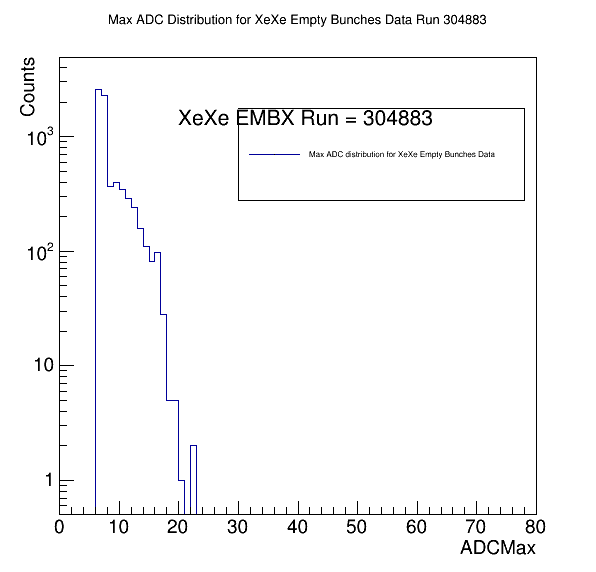 Max ADC Distribution for XeXe Empty Bunches Data Run 304883
Counts
XeXe EMBX Run = 304883
Max ADC distribution for XeXe Empty Bunches Data
10³
10²
10
1
0 10 20 30 40 50 60 70 80
ADCMax